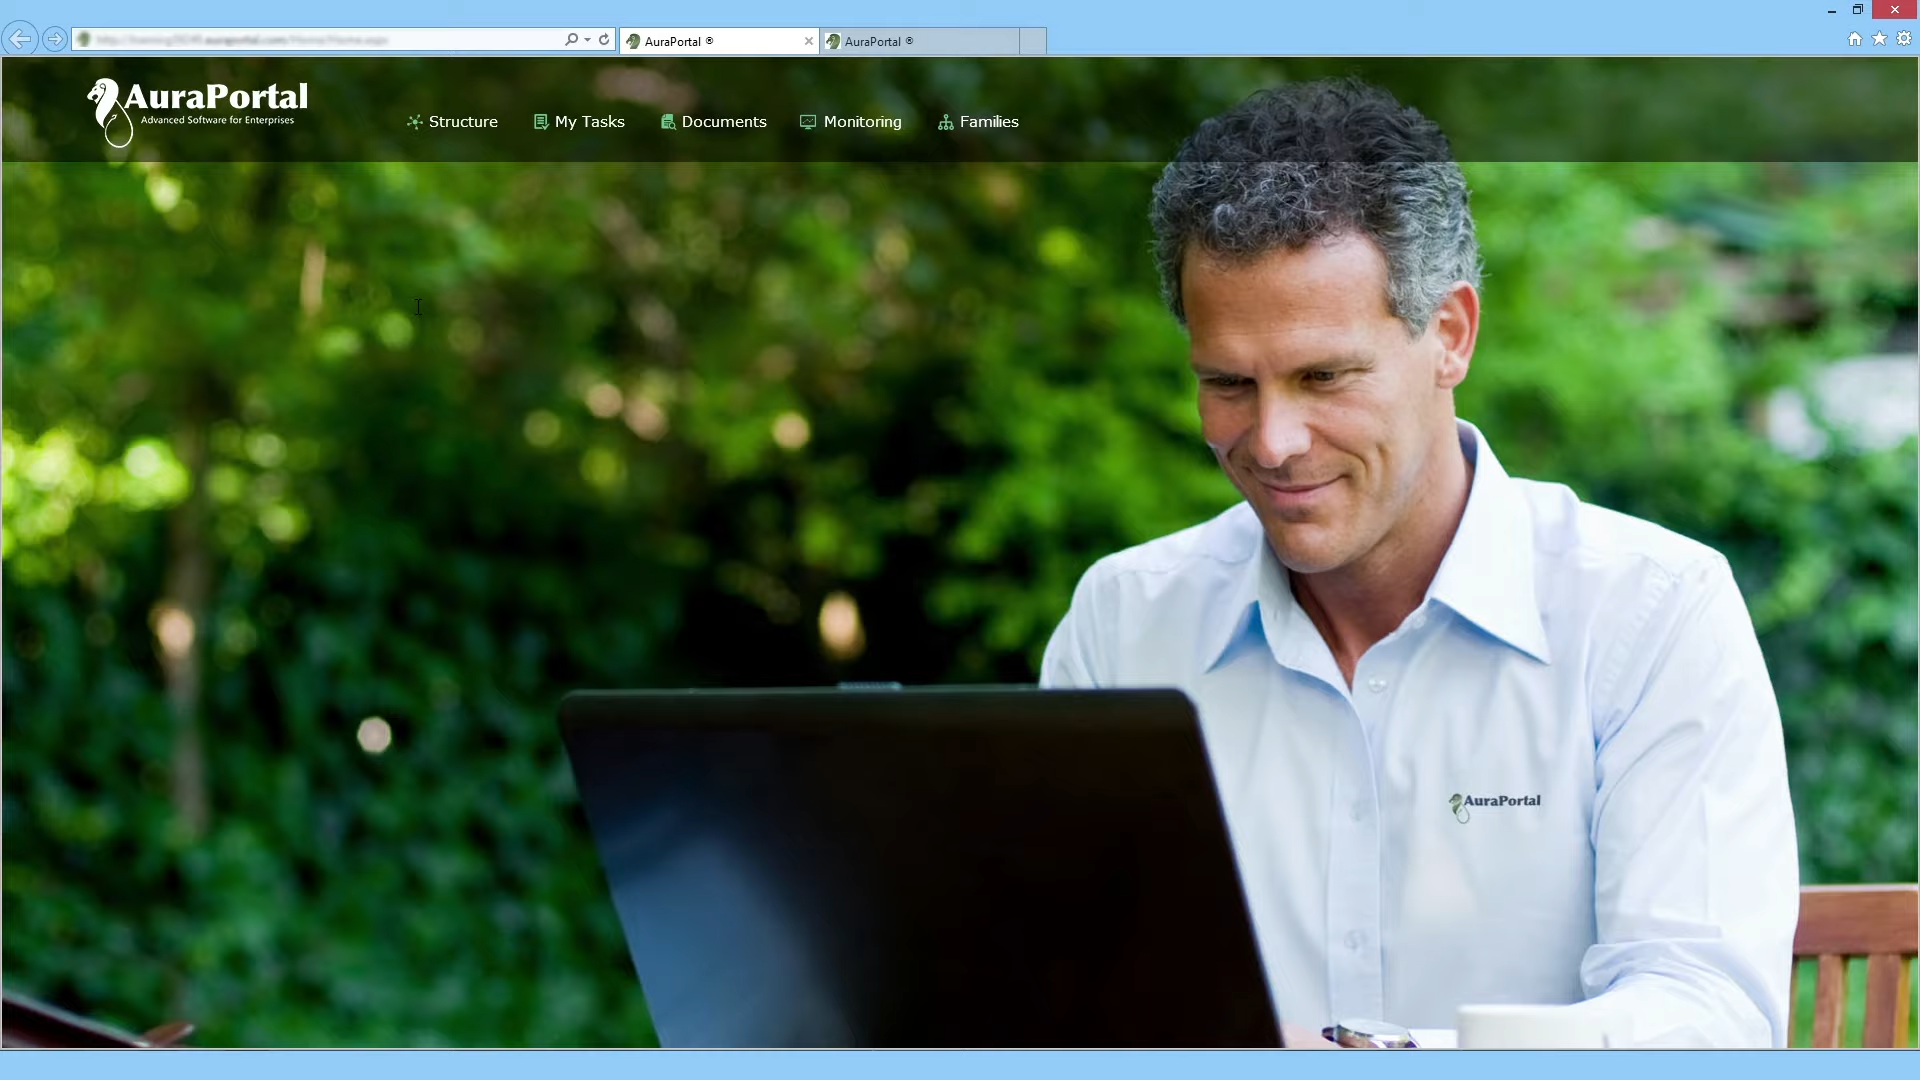 AuraPortal ®
AuraPortal ®
AuraPortal
Advanced Software for Enterprises
Structure
My Tasks
Documents
Monitoring
Families
AuraPortal